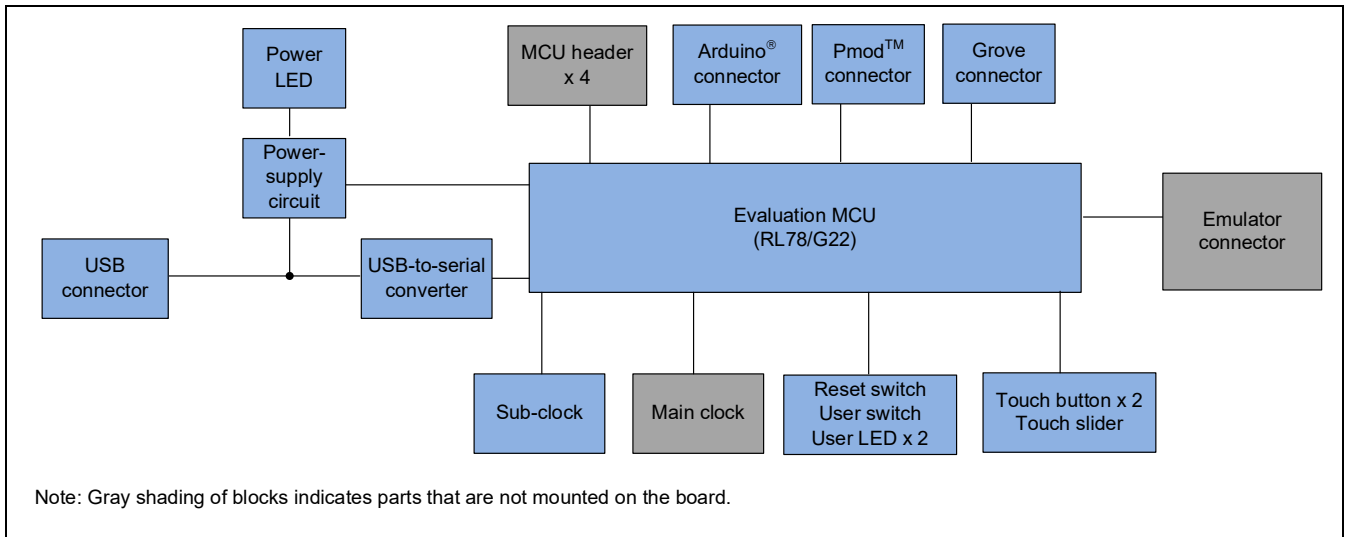 Power
LED
MCU header
x 4
Arduino®
connector
Pmod™
connector
Grove
connector
Power-
supply
circuit
Evaluation MCU
(RL78/G22)
Emulator
connector
USB
connector
USB-to-serial
converter
Sub-clock
Main clock
Reset switch
User switch
User LED x 2
Touch button x 2
Touch slider
Note: Gray shading of blocks indicates parts that are not mounted on the board.